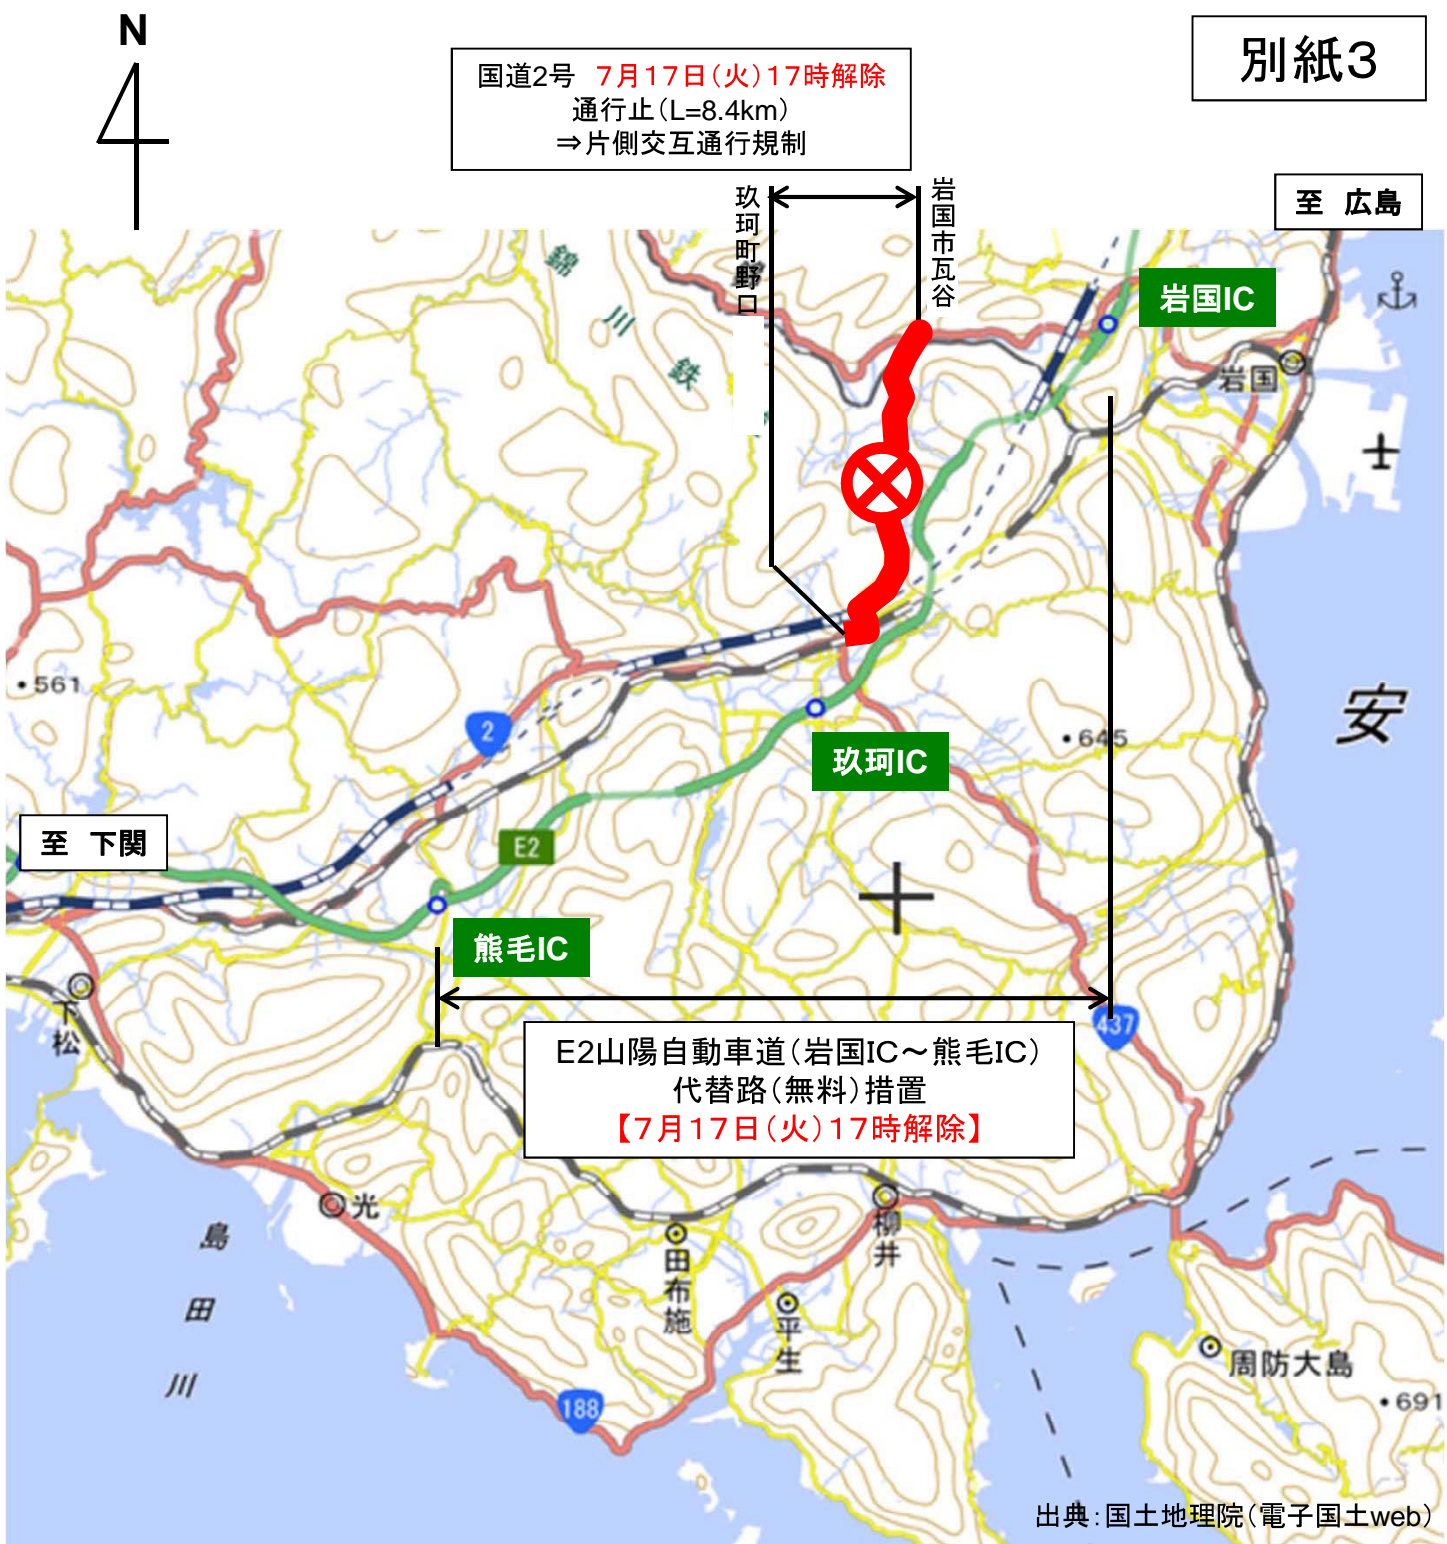 N
別紙３
国道2号　７月１７日（火）１７時解除
通行止（L=8.4km）
⇒片側交互通行規制
至　広島
玖珂町野口
岩国市瓦谷
錦川鉄
岩国IC
岩国
561
2
安
645
玖珂IC
至　下関
E2
熊毛IC
下松
437
E2山陽自動車道（岩国IC～熊毛IC）
代替路（無料）措置
【７月１７日（火）１７時解除】
光
島田川
柳井
田布施
平生
周防大島
188
691
出典：国土地理院（電子国土web）